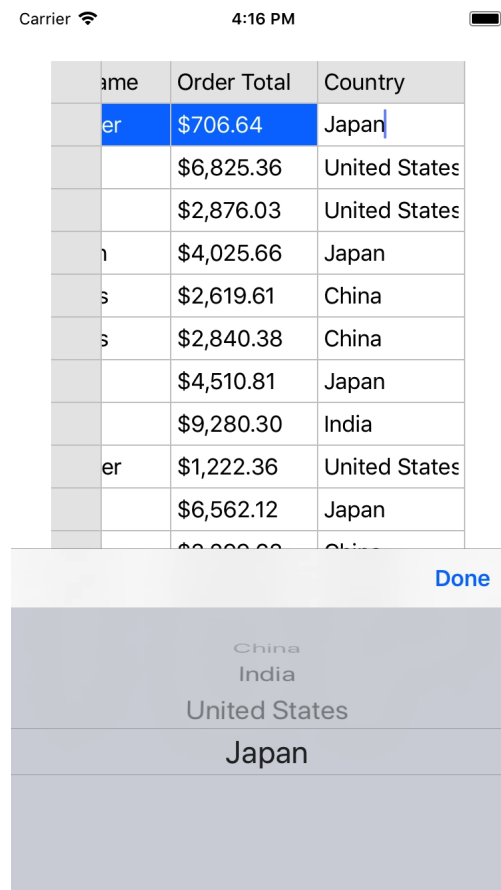 Carrier 4:16 PM
Order Total Country
$706.64 Japan
$6,825.36 United States
$2,876.03 United States
$4,025.66 Japan
$2,619.61 China
$2,840.38 China
$4,510.81 Japan
$9,280.30 India
er $1,222.36 United States
$6,562.12 Japan
Done
China
India
United States
Japan